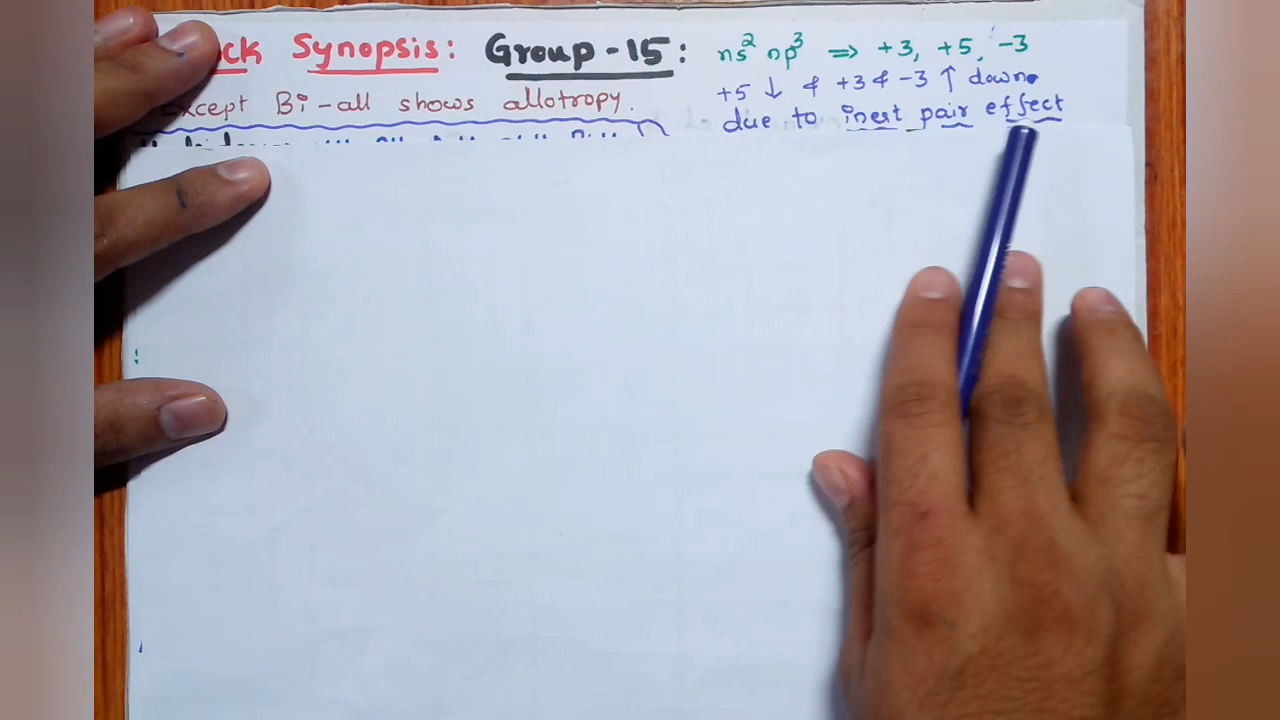 ck Synopsis: Group-15:
ns² np³ ⇒ +3, +5, -3
+5 ↓ & +3 & -3 ↑ down
due to inert pair effect
except Bi-all shows allotropy.